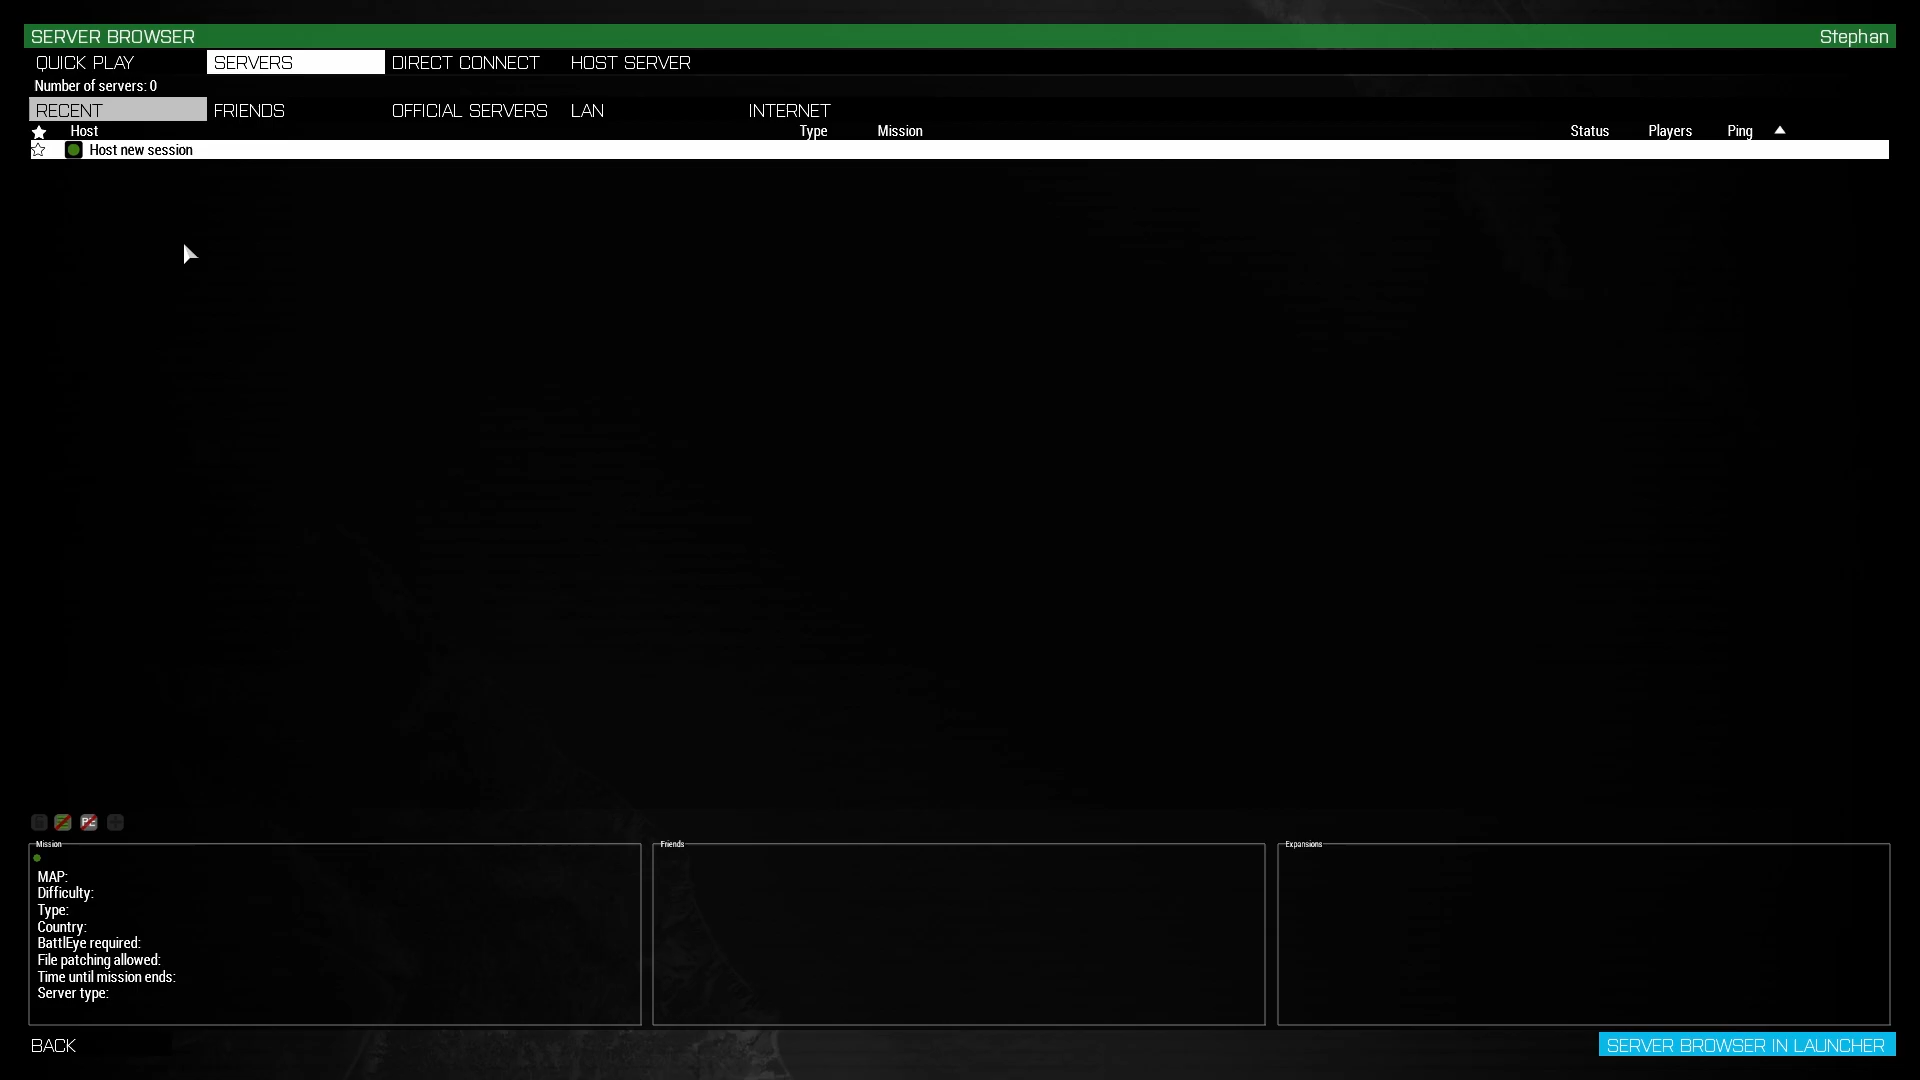 SERVER BROWSER Stephan
QUICK PLAY SERVERS DIRECT CONNECT HOST SERVER
Number of servers: 0
RECENT FRIENDS OFFICIAL SERVERS LAN INTERNET
Host Type Mission Status Players Ping
Host new session
Mission
MAP:
Difficulty:
Type:
Country:
BattlEye required:
File patching allowed:
Time until mission ends:
Server type:
Friends
Expansions
BACK SERVER BROWSER IN LAUNCHER